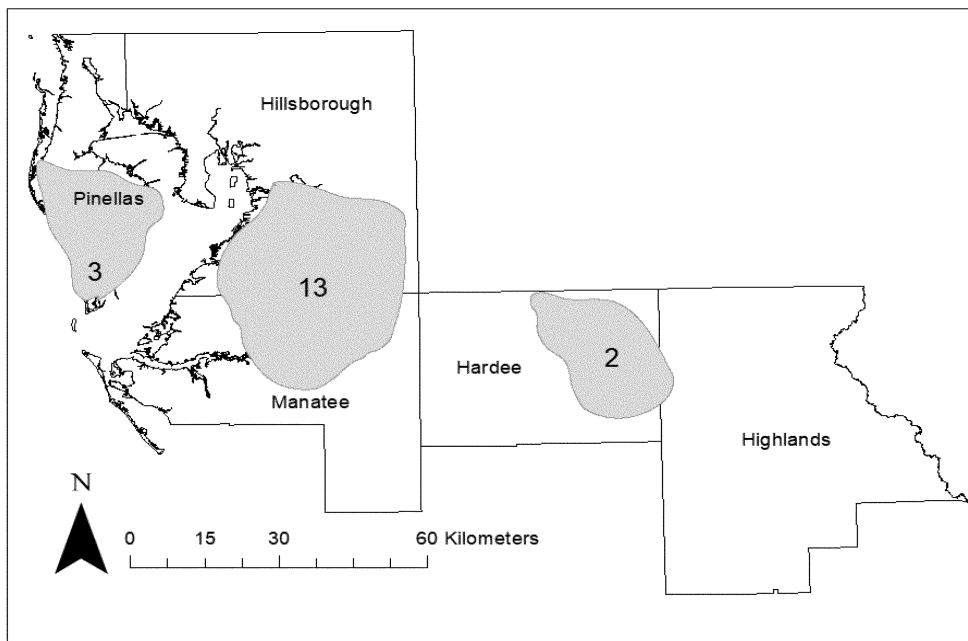 Hillsborough
Pinellas
3
13
Hardee
2
Manatee
Highlands
N
0 15 30 60 Kilometers